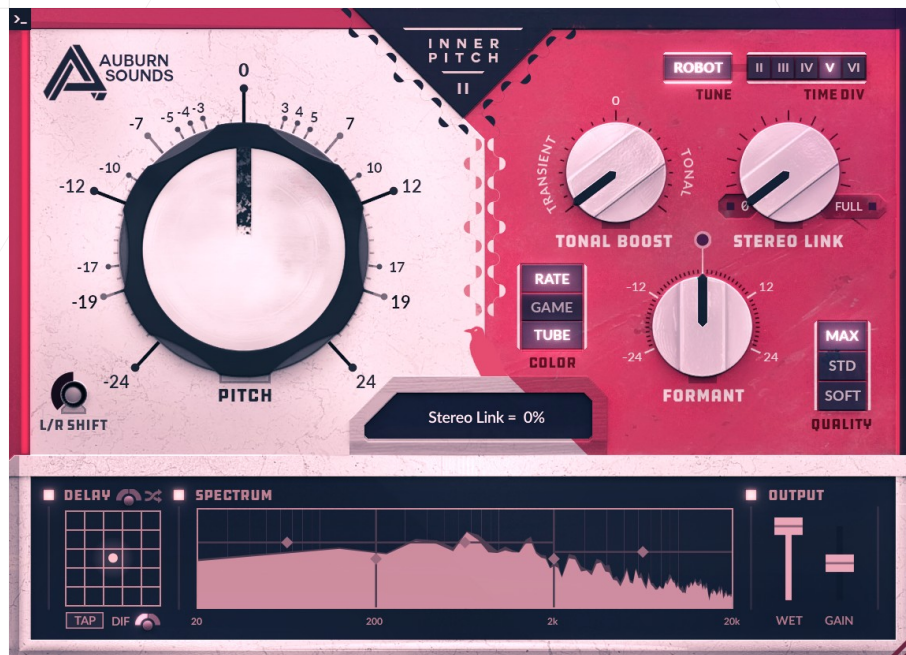 >_
INNER
PITCH
II
AUBURN
SOUNDS
0
-3
3
-4
4
-5
5
-7
7
-10
10
-12
12
-17
17
-19
19
-24
24
PITCH
L/R SHIFT
ROBOT
TUNE
II III IV V VI
TIME DIV
0
TRANSIENT
TONAL
TONAL BOOST
0
FULL
STEREO LINK
RATE
GAME
TUBE
COLOR
-12
12
-24
24
FORMANT
MAX
STD
SOFT
QUALITY
Stereo Link = 0%
DELAY
SPECTRUM
OUTPUT
TAP
DIF
20
200
2k
20k
WET
GAIN